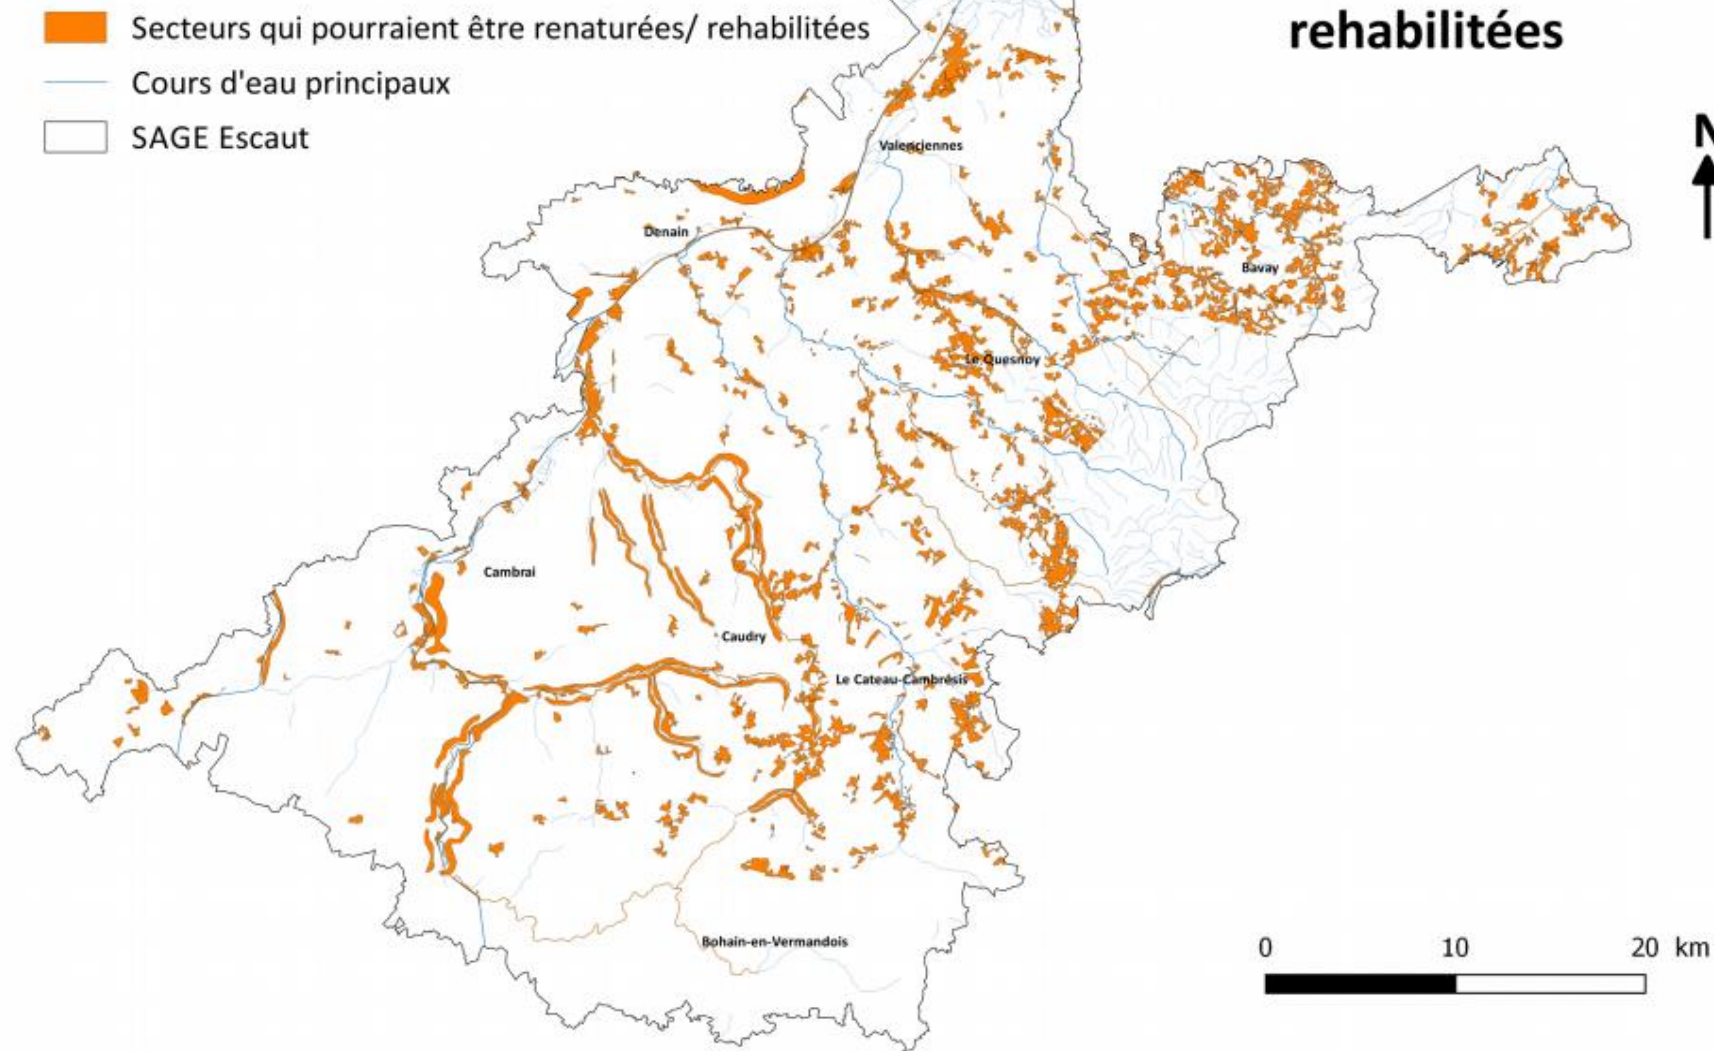 Secteurs qui pourraient être renaturées/ rehabilitées
rehabilitées
Cours d'eau principaux
SAGE Escaut
N
Valenciennes
Denain
Bavay
Le Quesnoy
Cambrai
Caudry
Le Cateau-Cambrésis
Bohain-en-Vermandois
0 10 20 km